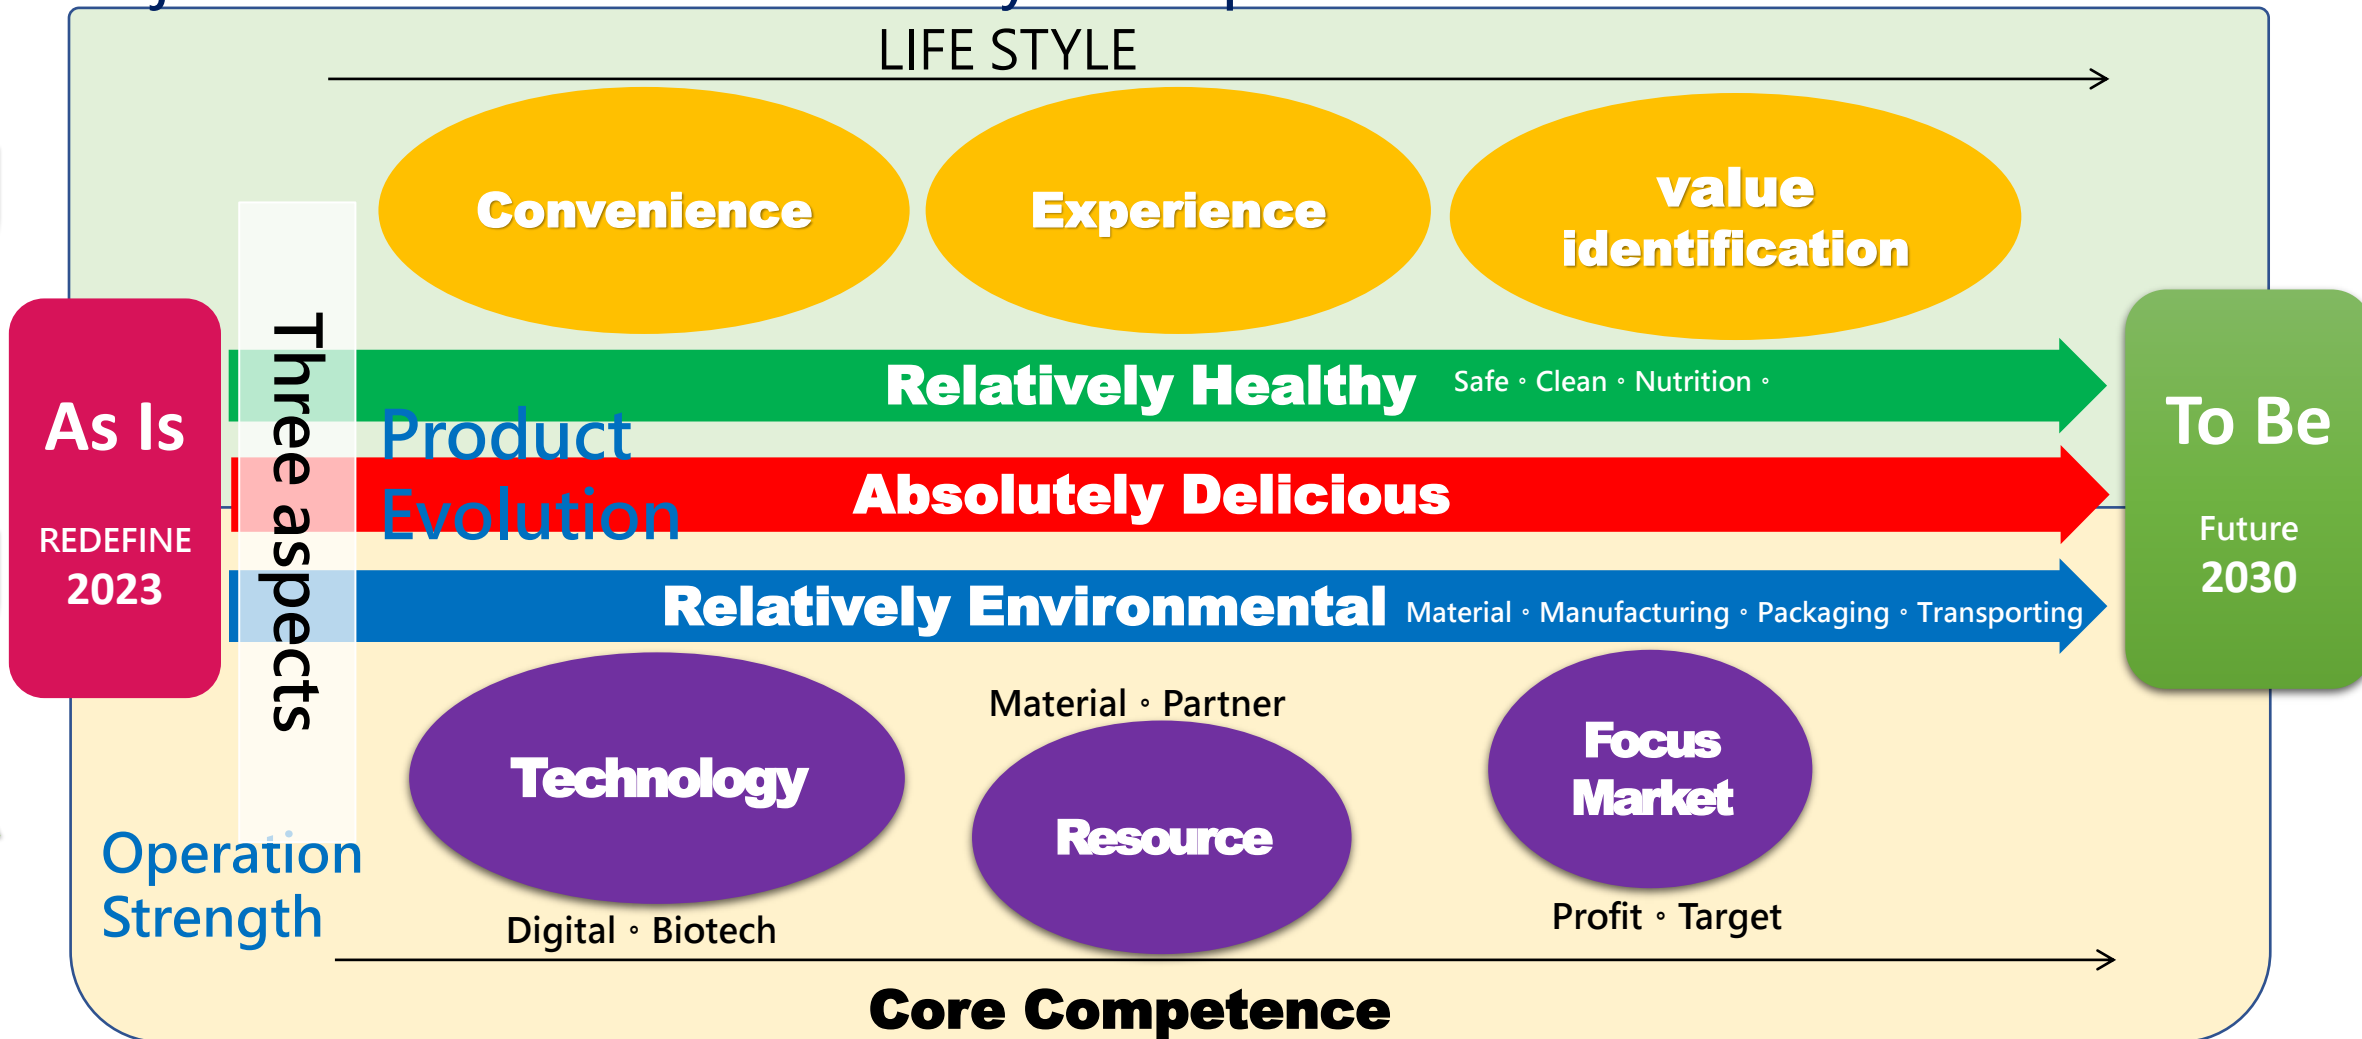 LIFE STYLE
Convenience
Experience
value
identification
As Is
REDEFINE
2023
Three aspects
Product
Evolution
Relatively Healthy Safe。Clean。Nutrition。
Absolutely Delicious
Relatively Environmental Material。Manufacturing。Packaging。Transporting
To Be
Future
2030
Operation
Strength
Technology
Digital。Biotech
Material。Partner
Resource
Focus
Market
Profit。Target
Core Competence